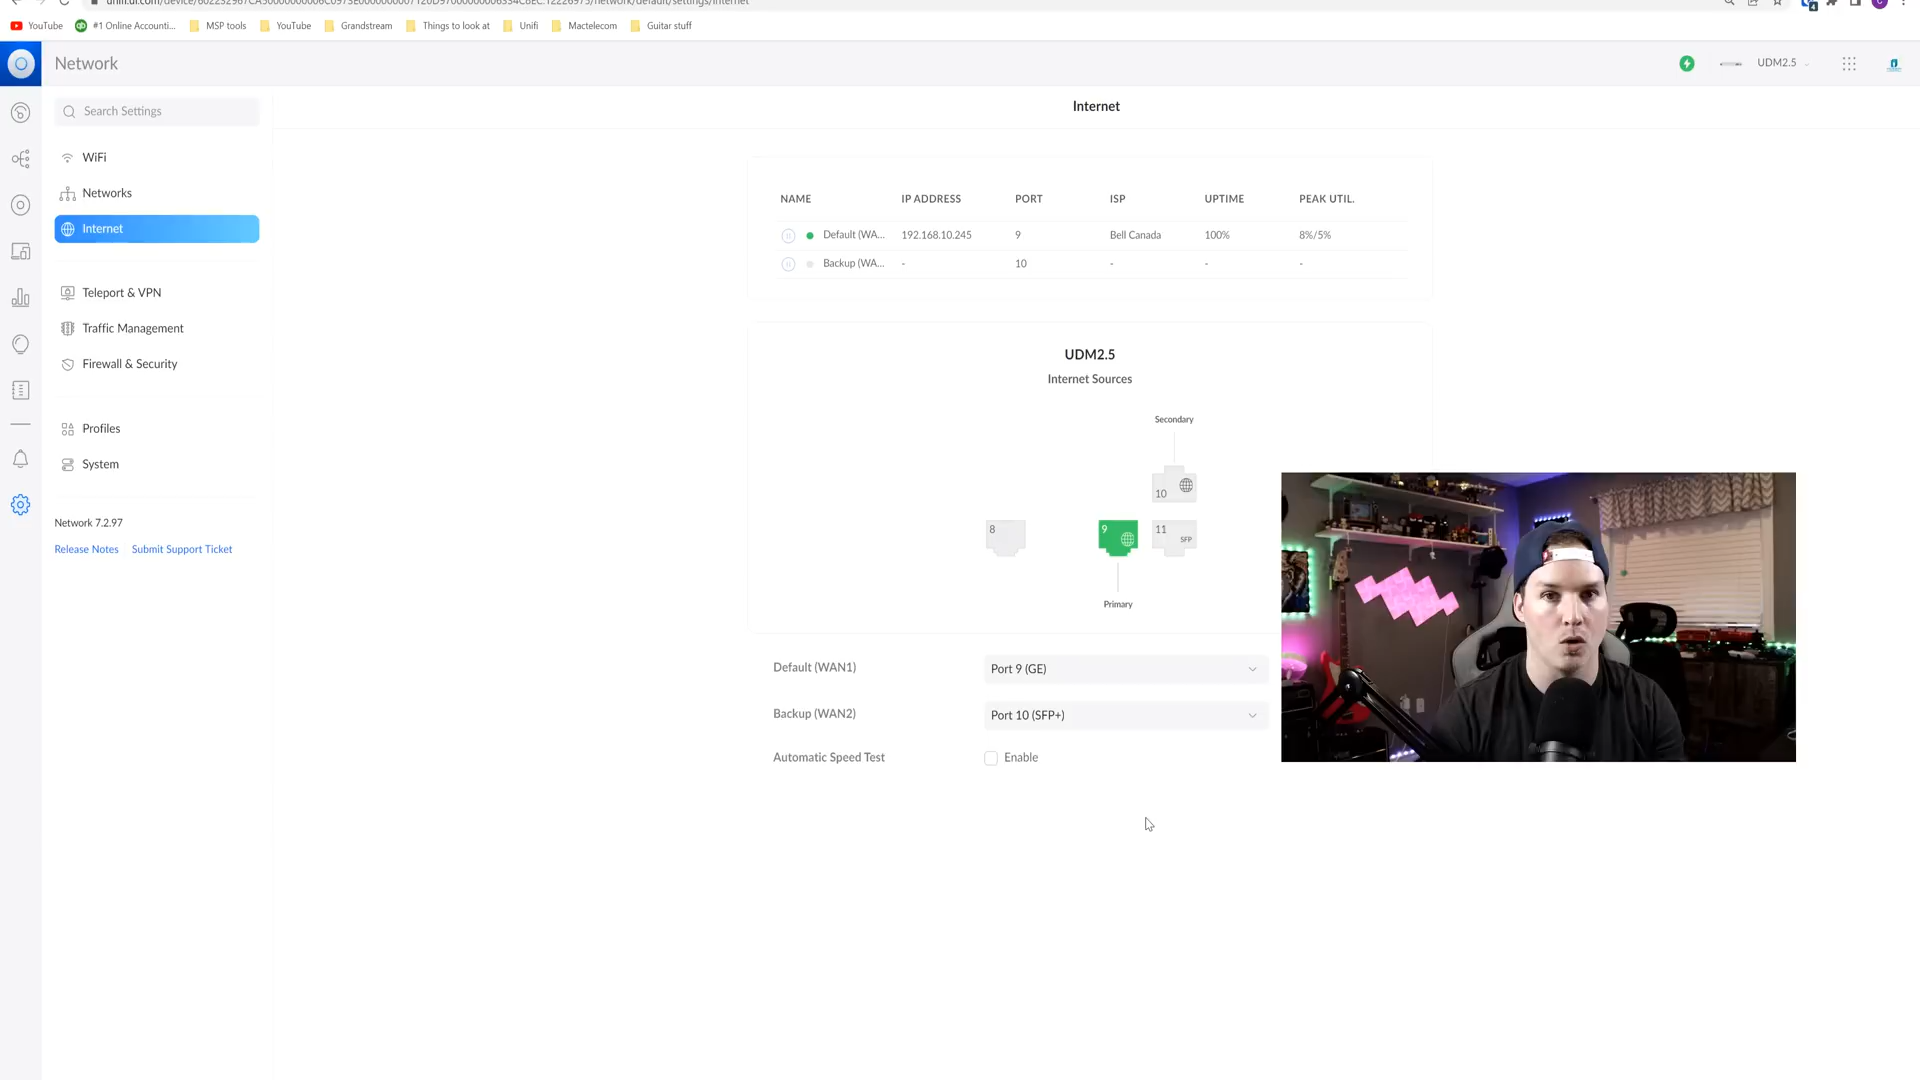 YouTube
#1 Online Accounti...
MSP tools
YouTube
Grandstream
Things to look at
Unifi
Mactelecom
Guitar stuff
Network
UDM2.5
Search Settings
WiFi
Networks
Internet
Teleport & VPN
Traffic Management
Firewall & Security
Profiles
System
Network 7.2.97
Release Notes
Submit Support Ticket
Internet
NAME IP ADDRESS PORT ISP UPTIME PEAK UTIL.
Default (WA... 192.168.10.245 9 Bell Canada 100% 8%/5%
Backup (WA... - 10 - - -
UDM2.5
Internet Sources
Secondary
10
8
9
11
SFP
Primary
Default (WAN1) Port 9 (GE)
Backup (WAN2) Port 10 (SFP+)
Automatic Speed Test Enable